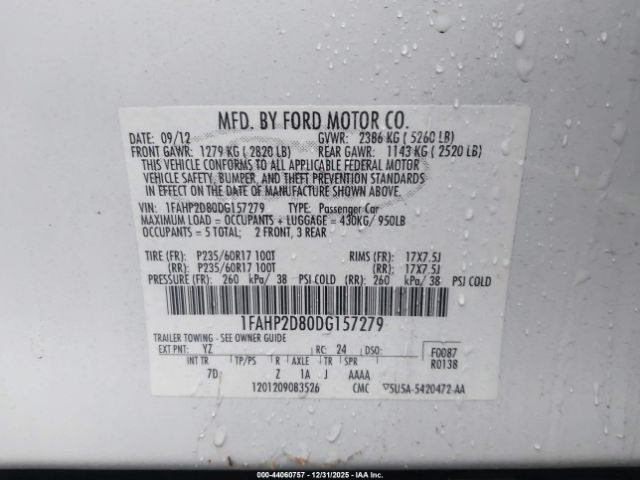 MFD. BY FORD MOTOR CO.
DATE: 09/12 GVWR: 2386 KG ( 5260 LB)
FRONT GAWR: 1279 KG ( 2820 LB) REAR GAWR: 1143 KG ( 2520 LB)
THIS VEHICLE CONFORMS TO ALL APPLICABLE FEDERAL MOTOR
VEHICLE SAFETY, BUMPER, AND THEFT PREVENTION STANDARDS
IN EFFECT ON THE DATE OF MANUFACTURE SHOWN ABOVE.
VIN: 1FAHP2D80DG157279 TYPE: Passenger Car
MAXIMUM LOAD = OCCUPANTS + LUGGAGE = 430KG/ 950LB
OCCUPANTS = 5 TOTAL; 2 FRONT, 3 REAR
TIRE (FR): P235/60R17 100T RIMS (FR): 17X7.5J
(RR): P235/60R17 100T (RR): 17X7.5J
PRESSURE (FR): 260 kPa/ 38 PSI COLD (RR): 260 kPa/ 38 PSI COLD
1FAHP2D80DG157279
TRAILER TOWING - SEE OWNER GUIDE
EXT PNT: YZ RC: 24 DSO: F0087
INT TR TP/PS R AXLE TR SPR R0138
7D Z 1A J AAAA
1201209083526 CMC ▽5U5A-5420472-AA
000-44060757 - 12/31/2025 - IAA Inc.